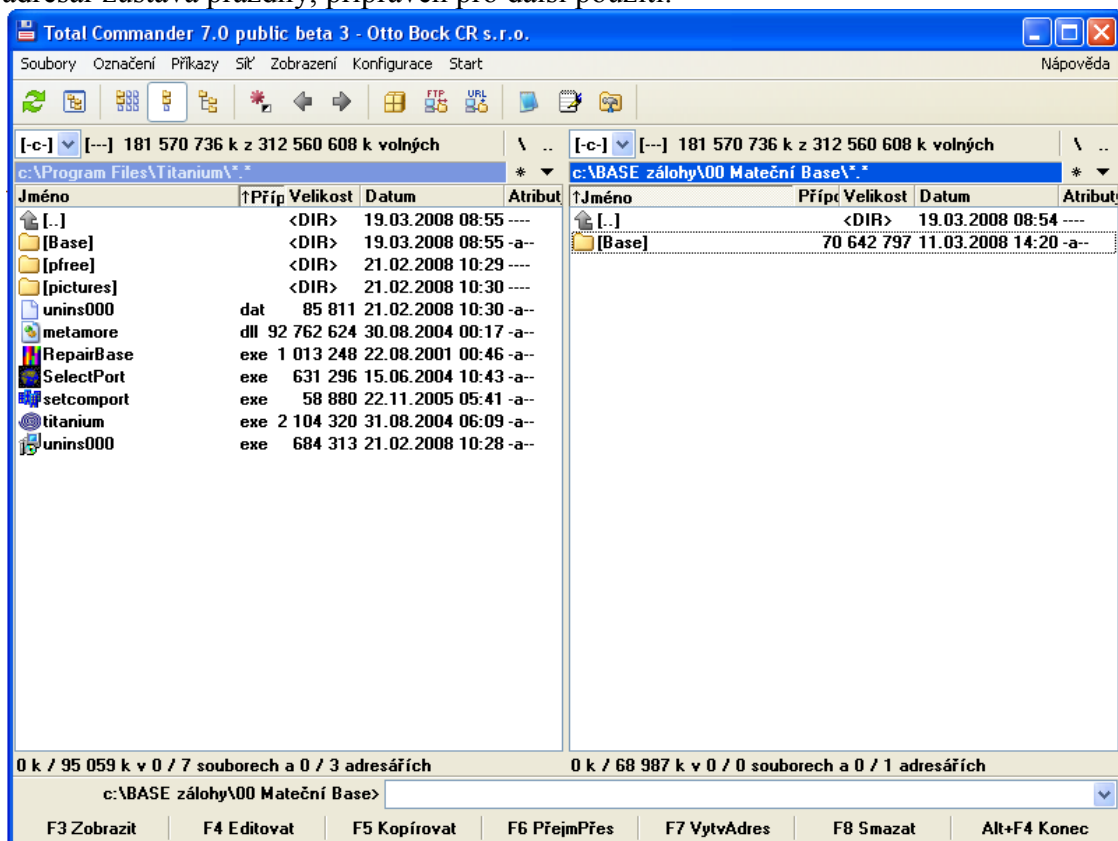 adresář zůstává prázdný, připraven pro další použití.
Total Commander 7.0 public beta 3 - Otto Bock CR s.r.o.
Soubory Označení Příkazy Síť Zobrazení Konfigurace Start Nápověda
FTP URL
[-c-] [---] 181 570 736 k z 312 560 608 k volných \ .. [-c-] [---] 181 570 736 k z 312 560 608 k volných \ ..
c:\Program Files\Titanium\*.* * c:\BASE zálohy\00 Mateční Base\*.* *
Jméno ↑Příp Velikost Datum Atribut ↑Jméno Přípo Velikost Datum Atribut
[..] <DIR> 19.03.2008 08:55 ---- [..] <DIR> 19.03.2008 08:54 ----
[Base] <DIR> 19.03.2008 08:55 -a-- [Base] 70 642 797 11.03.2008 14:20 -a--
[pfree] <DIR> 21.02.2008 10:29 ----
[pictures] <DIR> 21.02.2008 10:30 ----
unins000 dat 85 811 21.02.2008 10:30 -a--
metamore dll 92 762 624 30.08.2004 00:17 -a--
RepairBase exe 1 013 248 22.08.2001 00:46 -a--
SelectPort exe 631 296 15.06.2004 10:43 -a--
setcomport exe 58 880 22.11.2005 05:41 -a--
titanium exe 2 104 320 31.08.2004 06:09 -a--
unins000 exe 684 313 21.02.2008 10:28 -a--
0 k / 95 059 k v 0 / 7 souborech a 0 / 3 adresářích 0 k / 68 987 k v 0 / 0 souborech a 0 / 1 adresářích
c:\BASE zálohy\00 Mateční Base>
F3 Zobrazit F4 Editovat F5 Kopírovat F6 PřejmPřes F7 VytvAdres F8 Smazat Alt+F4 Konec